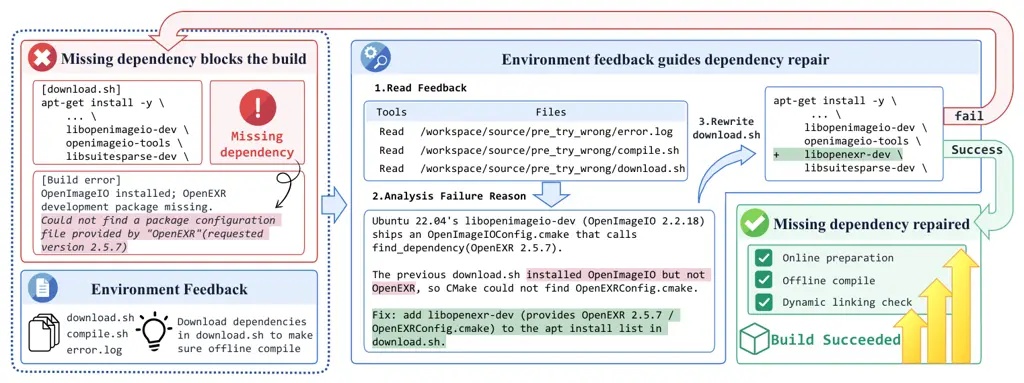 Missing dependency blocks the build
[download.sh]
apt-get install -y \
... \
libopenimageio-dev \
openimageio-tools \
libsuitesparse-dev \
Missing
dependency
[Build error]
OpenImageIO installed; OpenEXR
development package missing.
Could not find a package configuration
file provided by "OpenEXR"(requested
version 2.5.7)
Environment Feedback
download.sh
compile.sh
error.log
Download dependencies
in download.sh to make
sure offline compile
Environment feedback guides dependency repair
1.Read Feedback
Tools Files
Read /workspace/source/pre_try_wrong/error.log
Read /workspace/source/pre_try_wrong/compile.sh
Read /workspace/source/pre_try_wrong/download.sh
2.Analysis Failure Reason
Ubuntu 22.04's libopenimageio-dev (OpenImageIO 2.2.18)
ships an OpenImageIOConfig.cmake that calls
find_dependency(OpenEXR 2.5.7).
The previous download.sh installed OpenImageIO but not
OpenEXR, so CMake could not find OpenEXRConfig.cmake.
Fix: add libopenexr-dev (provides OpenEXR 2.5.7 /
OpenEXRConfig.cmake) to the apt install list in
download.sh.
3.Rewrite
download.sh
apt-get install -y \
... \
libopenimageio-dev \
openimageio-tools \
+ libopenexr-dev \
libsuitesparse-dev \
fail
Success
Missing dependency repaired
Online preparation
Offline compile
Dynamic linking check
Build Succeeded